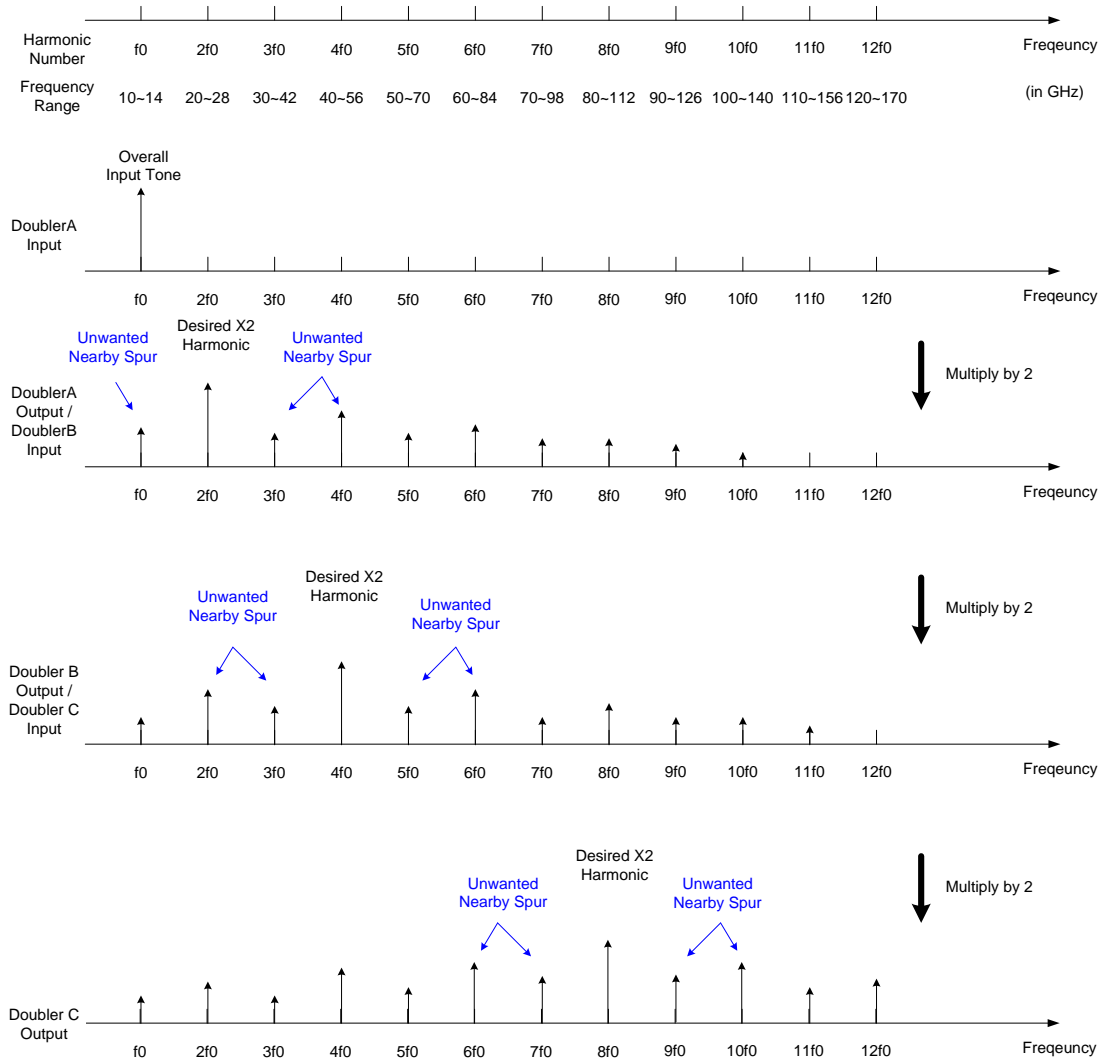 Harmonic Number f0 2f0 3f0 4f0 5f0 6f0 7f0 8f0 9f0 10f0 11f0 12f0 Freqeuncy
Frequency Range 10~14 20~28 30~42 40~56 50~70 60~84 70~98 80~112 90~126 100~140 110~156 120~170 (in GHz)
Overall
Input Tone
DoublerA
Input
f0 2f0 3f0 4f0 5f0 6f0 7f0 8f0 9f0 10f0 11f0 12f0 Freqeuncy
Unwanted
Nearby Spur
Desired X2
Harmonic
Unwanted
Nearby Spur
Multiply by 2
DoublerA
Output /
DoublerB
Input
f0 2f0 3f0 4f0 5f0 6f0 7f0 8f0 9f0 10f0 11f0 12f0 Freqeuncy
Unwanted
Nearby Spur
Desired X2
Harmonic
Unwanted
Nearby Spur
Multiply by 2
Doubler B
Output /
Doubler C
Input
f0 2f0 3f0 4f0 5f0 6f0 7f0 8f0 9f0 10f0 11f0 12f0 Freqeuncy
Unwanted
Nearby Spur
Desired X2
Harmonic
Unwanted
Nearby Spur
Multiply by 2
Doubler C
Output
f0 2f0 3f0 4f0 5f0 6f0 7f0 8f0 9f0 10f0 11f0 12f0 Freqeuncy